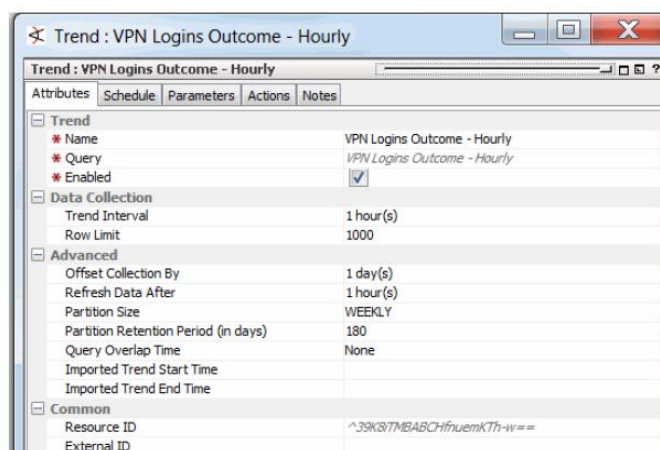 Trend : VPN Logins Outcome - Hourly
Trend : VPN Logins Outcome - Hourly ?
Attributes Schedule Parameters Actions Notes
Trend
* Name VPN Logins Outcome - Hourly
* Query VPN Logins Outcome - Hourly
* Enabled
Data Collection
Trend Interval 1 hour(s)
Row Limit 1000
Advanced
Offset Collection By 1 day(s)
Refresh Data After 1 hour(s)
Partition Size WEEKLY
Partition Retention Period (in days) 180
Query Overlap Time None
Imported Trend Start Time
Imported Trend End Time
Common
Resource ID ^39K8iTMBABCHfnuemKTh-w==
External ID